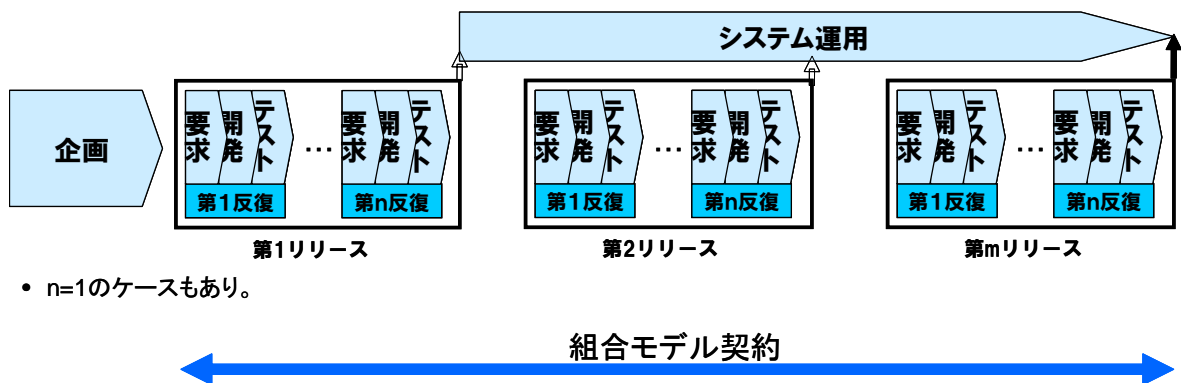 システム運用
企画
要求 開発 テスト … 要求 開発 テスト
第1反復 第n反復
第1リリース
要求 開発 テスト … 要求 開発 テスト
第1反復 第n反復
第2リリース
要求 開発 テスト … 要求 開発 テスト
第1反復 第n反復
第mリリース
• n=1のケースもあり。
組合モデル契約